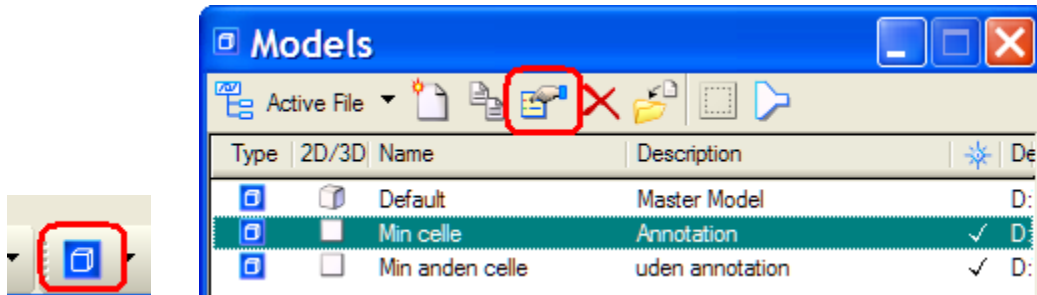 Models
Active File
Type 2D/3D Name Description De
Default Master Model D:
Min celle Annotation D:
Min anden celle uden annotation D: